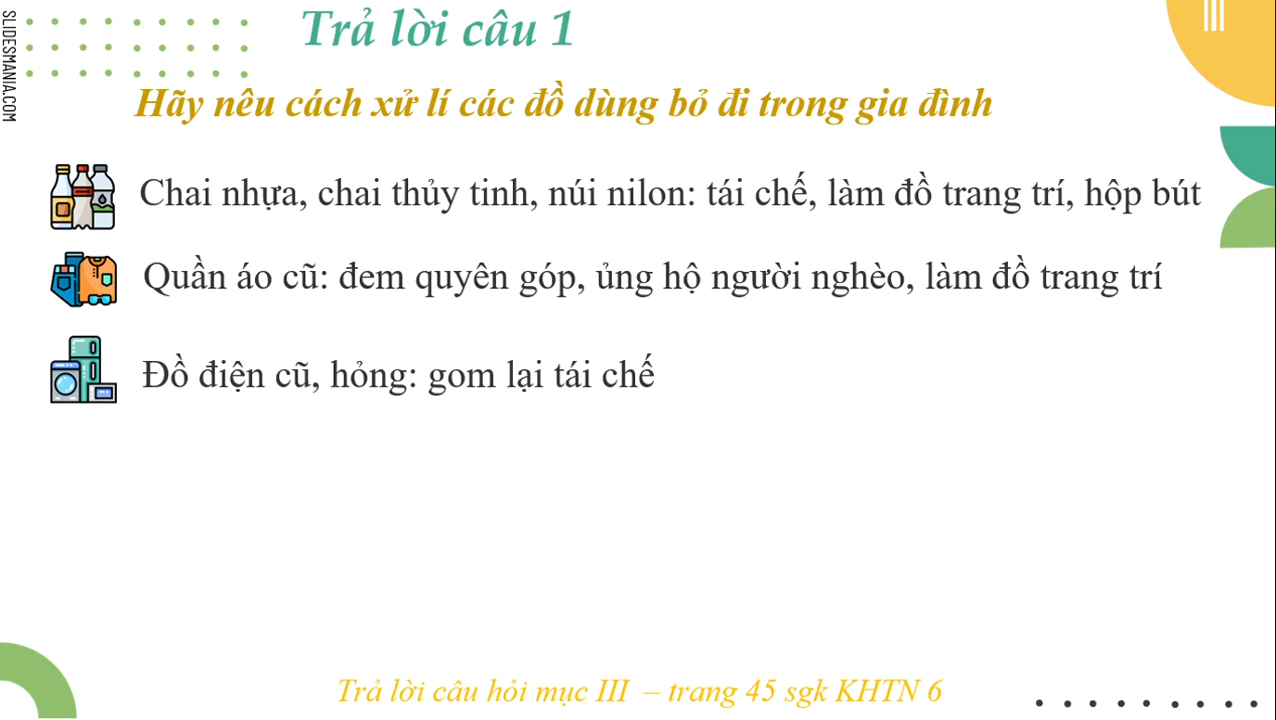 SLIDESMANIA.COM
Trả lời câu 1
Hãy nêu cách xử lí các đồ dùng bỏ đi trong gia đình
Chai nhựa, chai thủy tinh, núi nilon: tái chế, làm đồ trang trí, hộp bút
Quần áo cũ: đem quyên góp, ủng hộ người nghèo, làm đồ trang trí
Đồ điện cũ, hỏng: gom lại tái chế
Trả lời câu hỏi mục III – trang 45 sgk KHTN 6